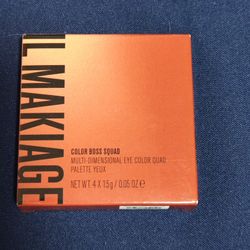 IL MAKIAGE
COLOR BOSS SQUAD
MULTI-DIMENSIONAL EYE COLOR QUAD
PALETTE YEUX
NET WT. 4 X 1.5g / 0.05 OZ ℮